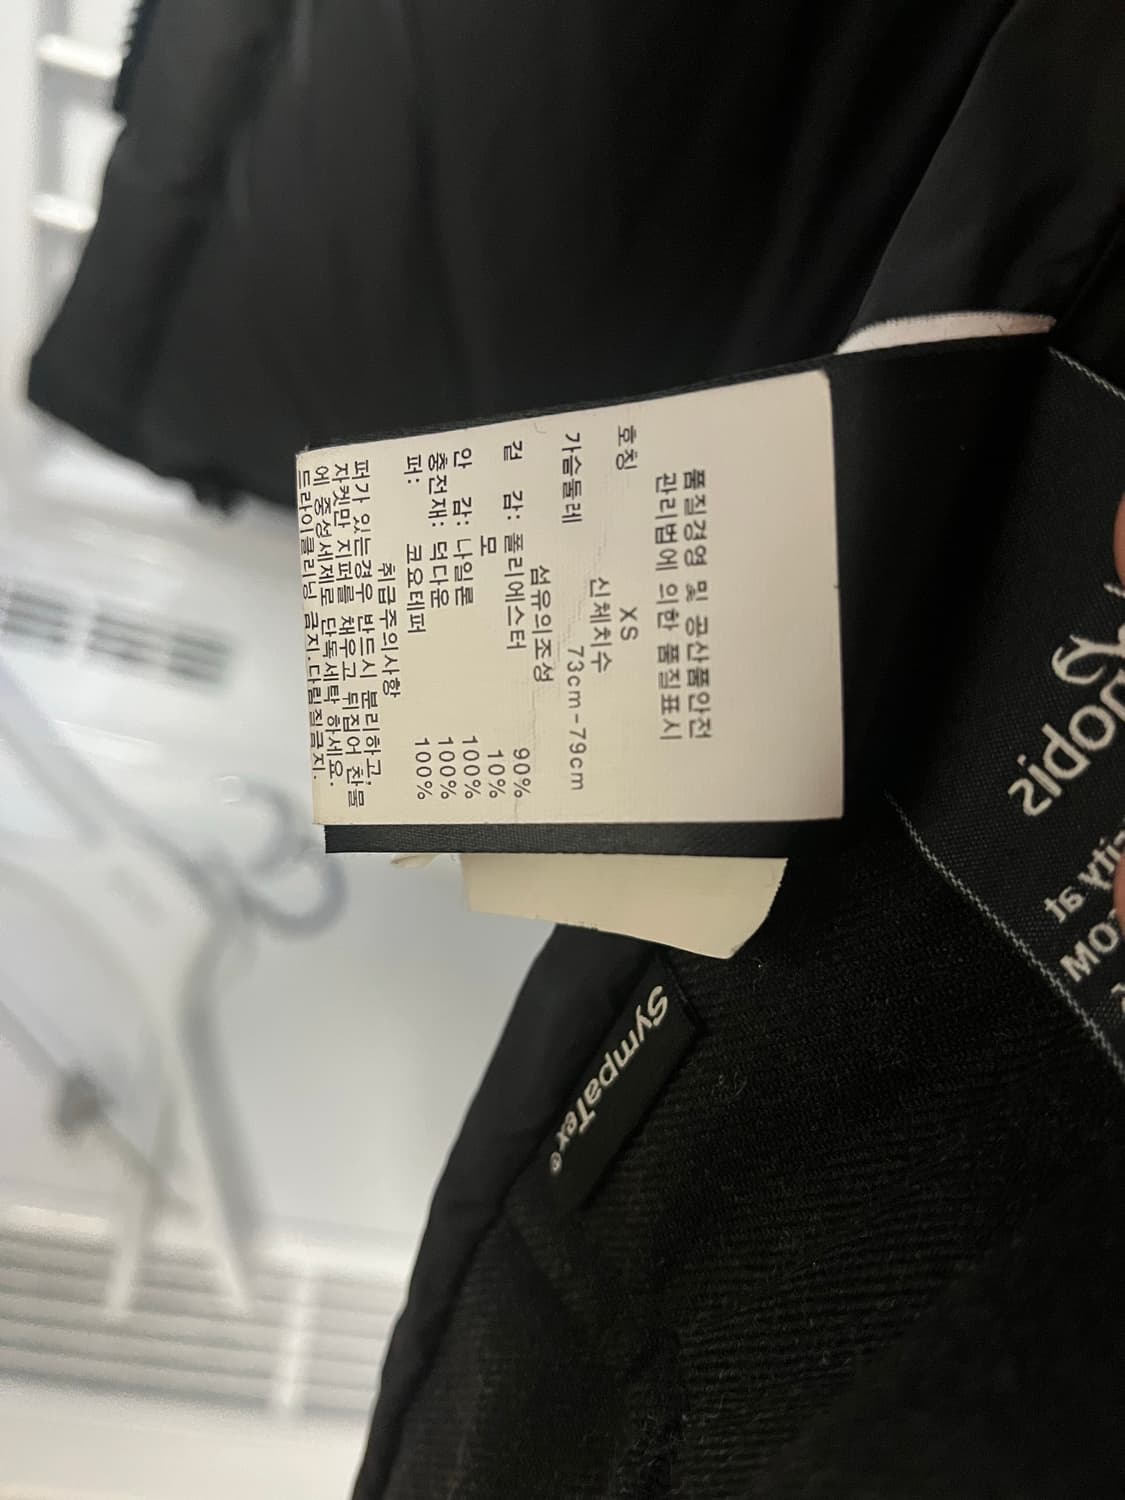 품질경영 및 공산품안전
관리법에 의한 품질표시
호칭 XS
신체치수
가슴둘레 73cm-79cm
섬유의조성
겉 감: 폴리에스터 90%
모 10%
안 감: 나일론 100%
충전재: 덕다운 100%
퍼: 코요테퍼 100%
취급주의사항
퍼가 있는경우 반드시 분리하고,
자켓만 지퍼를 채우고 뒤집어 찬물
에 중성세제로 단독세탁 하세요.
드라이클리닝 금지.다림질금지.
SympaTex®